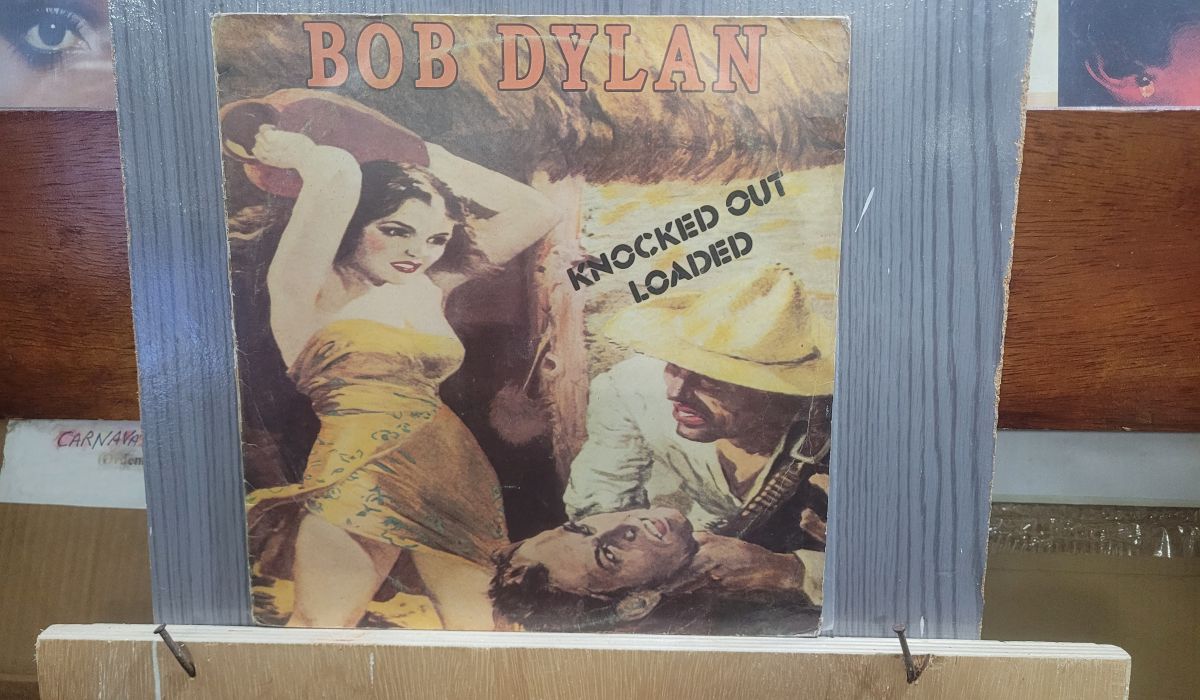 BOB DYLAN
KNOCKED OUT
LOADED
CARNAVA